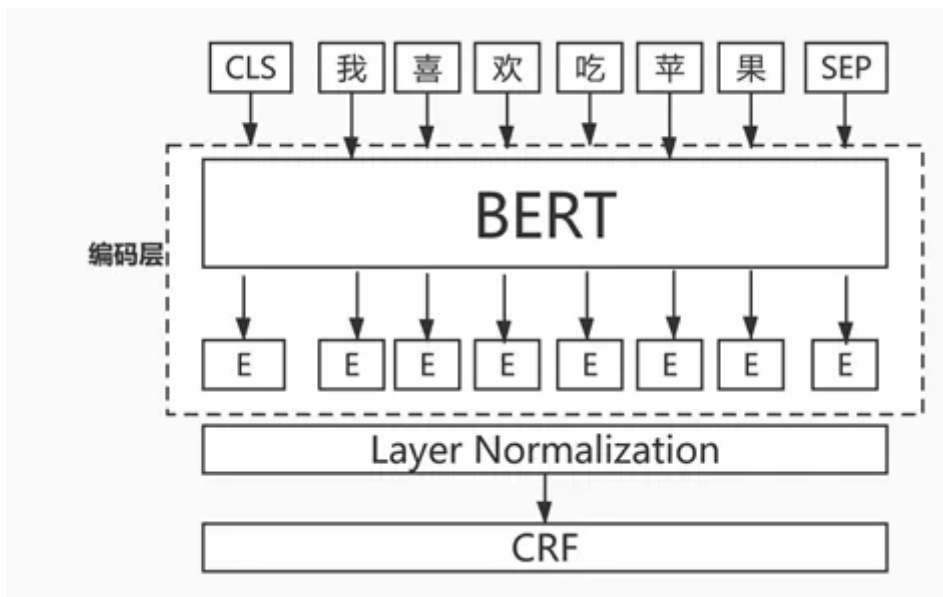 CLS 我 喜 欢 吃 苹 果 SEP
BERT
编码层
E E E E E E E E
Layer Normalization
CRF